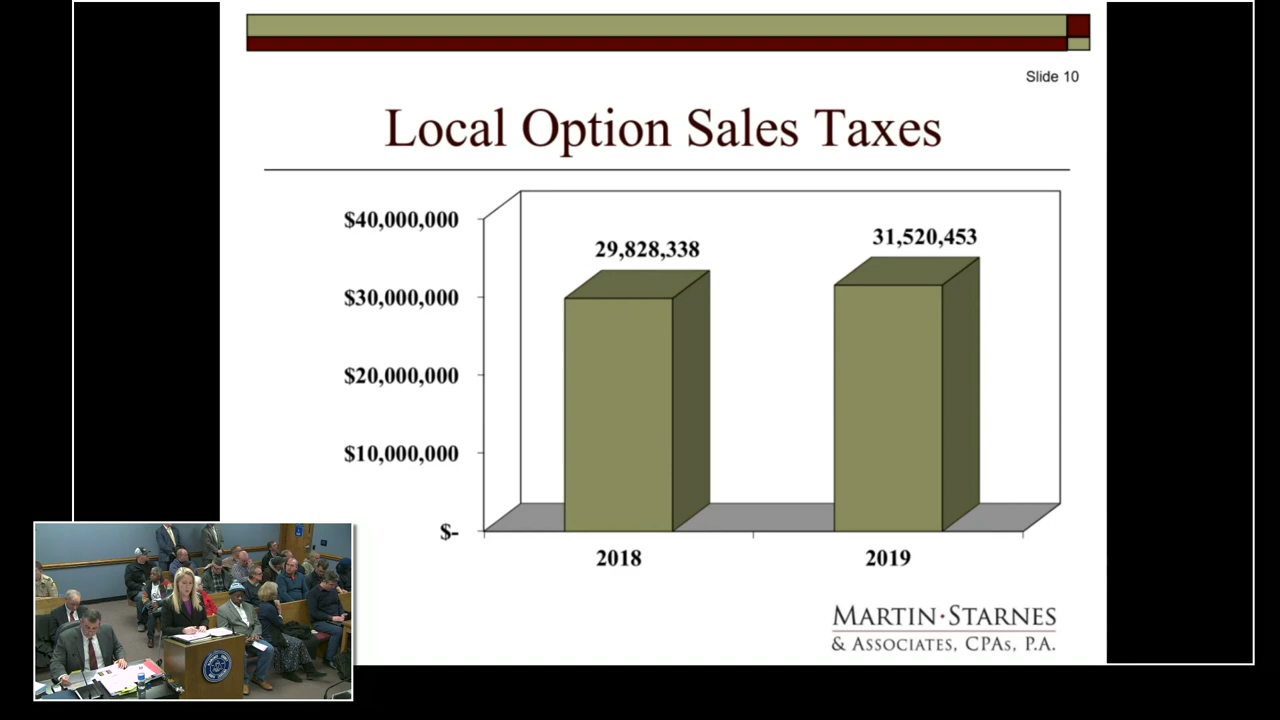 Slide 10
Local Option Sales Taxes
$40,000,000
$30,000,000
$20,000,000
$10,000,000
$-
29,828,338
31,520,453
2018
2019
MARTIN·STARNES
& ASSOCIATES, CPAs, P.A.